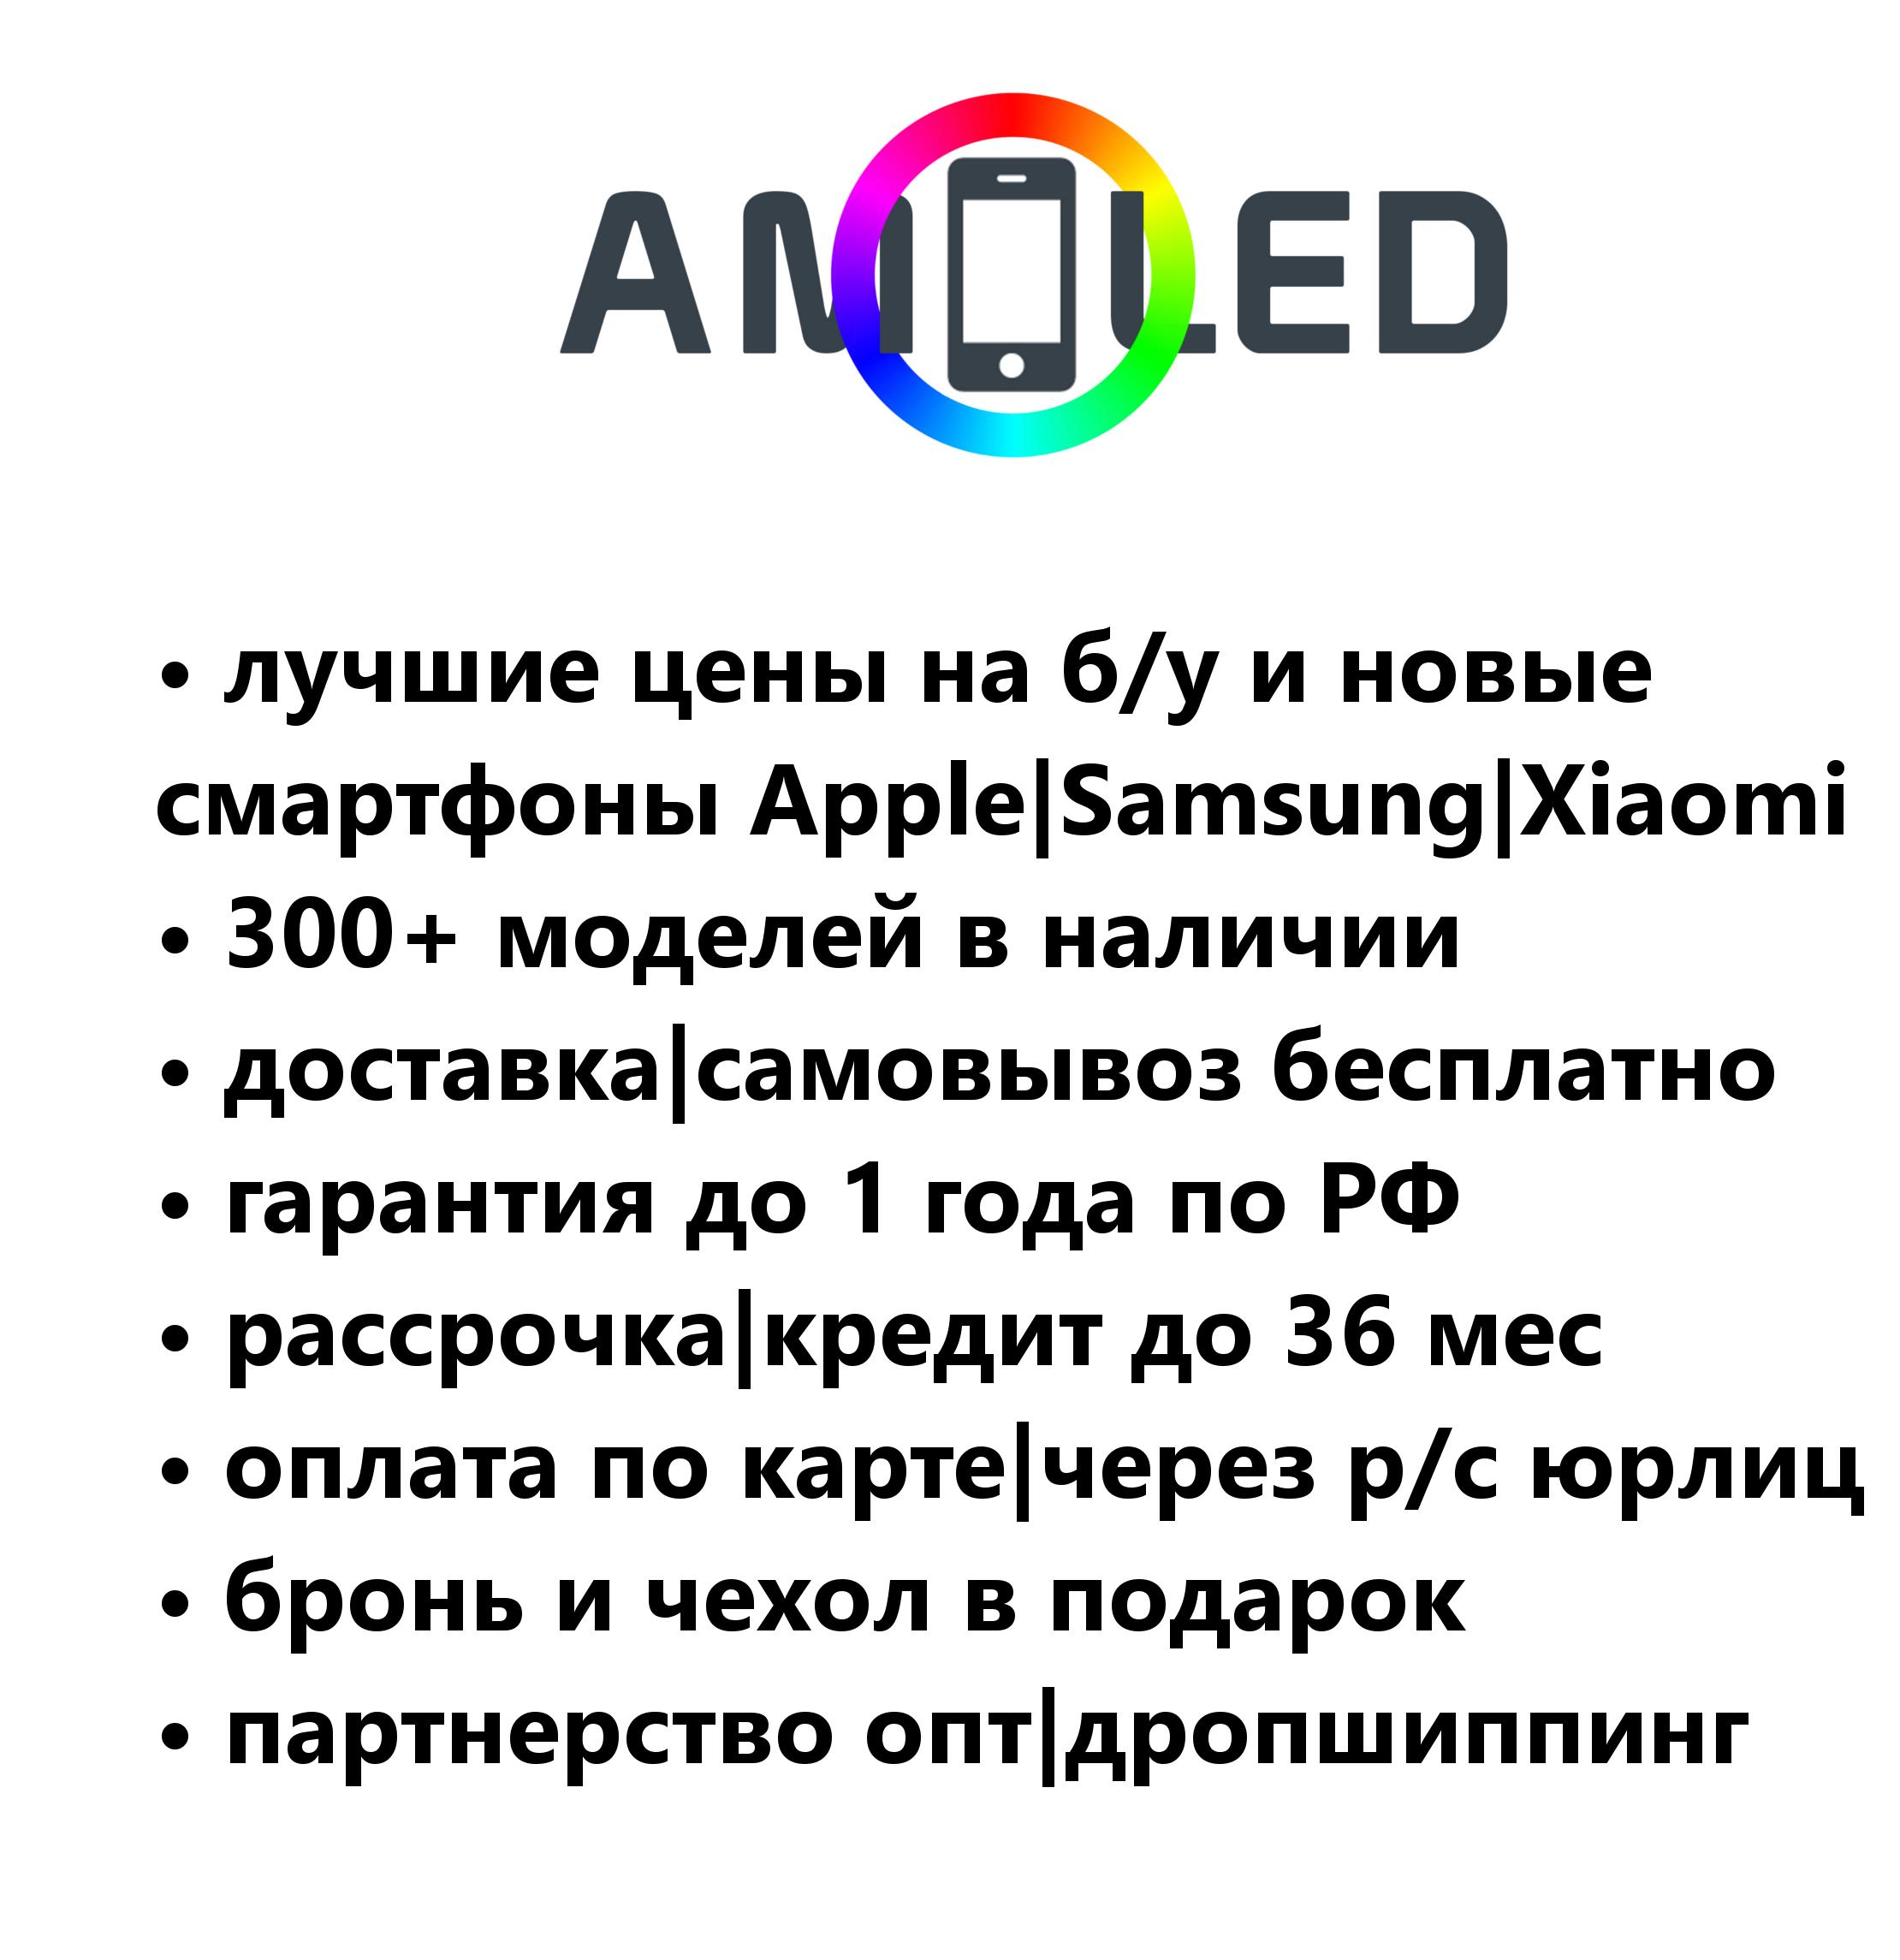 AMOLED
• лучшие цены на б/у и новые
смартфоны Apple|Samsung|Xiaomi
• 300+ моделей в наличии
• доставка|самовывоз бесплатно
• гарантия до 1 года по РФ
• рассрочка|кредит до 36 мес
• оплата по карте|через р/с юрлиц
• бронь и чехол в подарок
• партнерство опт|дропшиппинг